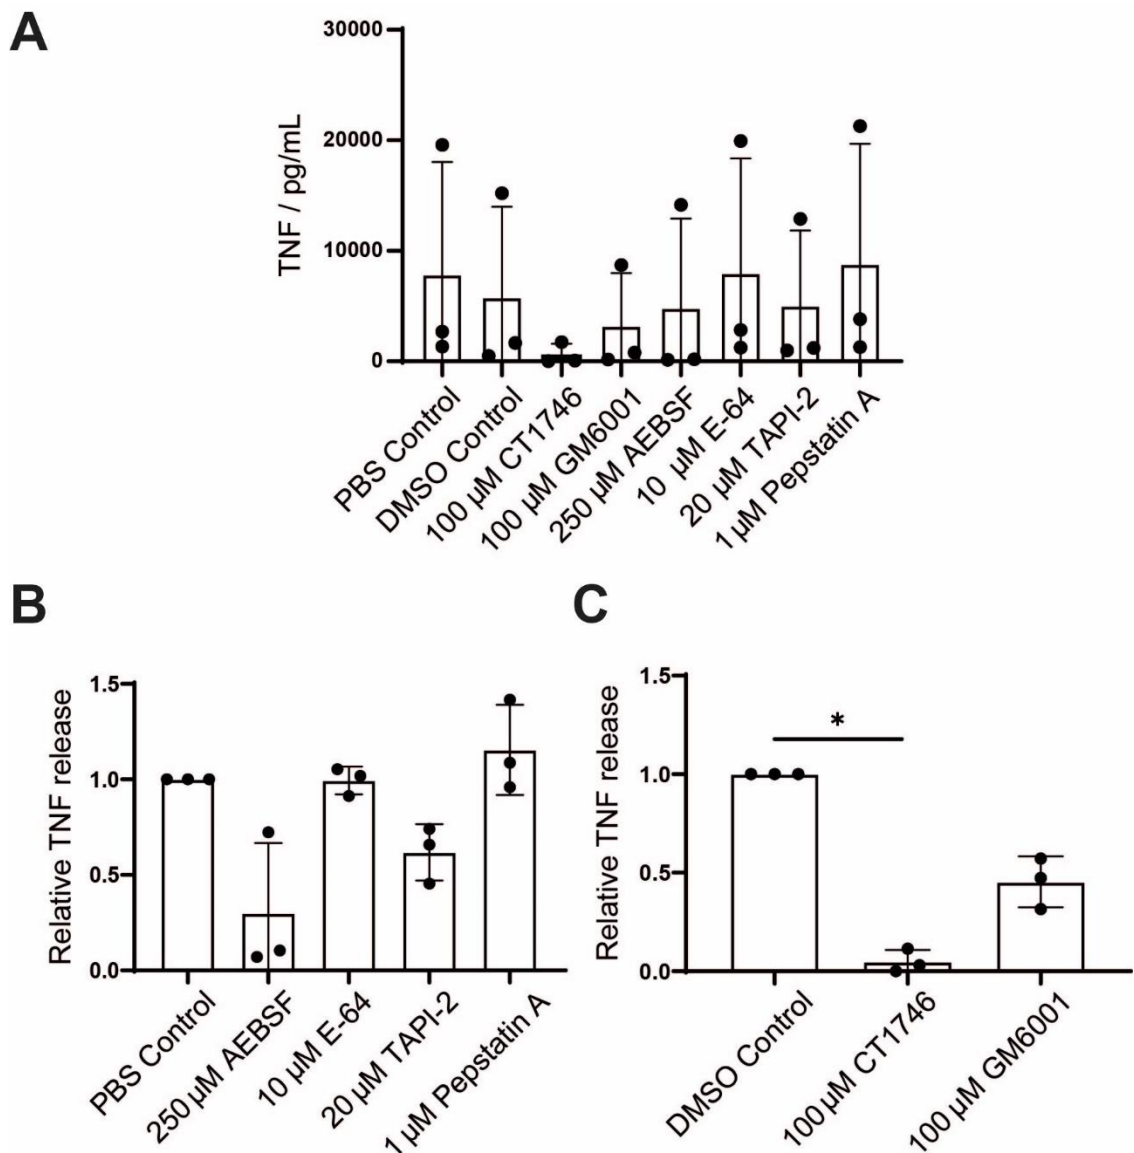 A
TNF / pg/mL
30000
20000
10000
0
PBS Control
DMSO Control
100 µM CT1746
100 µM GM6001
250 µM AEBSF
10 µM E-64
20 µM TAPI-2
1 µM Pepstatin A
B
Relative TNF release
1.5
1.0
0.5
0.0
PBS Control
250 µM AEBSF
10 µM E-64
20 µM TAPI-2
1 µM Pepstatin A
C
Relative TNF release
1.5
1.0
0.5
0.0
*
DMSO Control
100 µM CT1746
100 µM GM6001